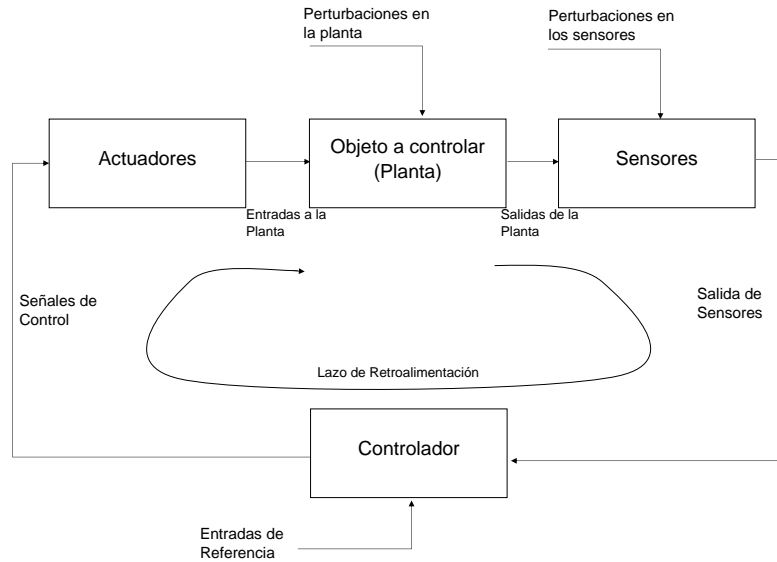 Perturbaciones en
la planta
Perturbaciones en
los sensores
Actuadores
Objeto a controlar
(Planta)
Sensores
Entradas a la
Planta
Salidas de la
Planta
Señales de
Control
Salida de
Sensores
Lazo de Retroalimentación
Controlador
Entradas de
Referencia